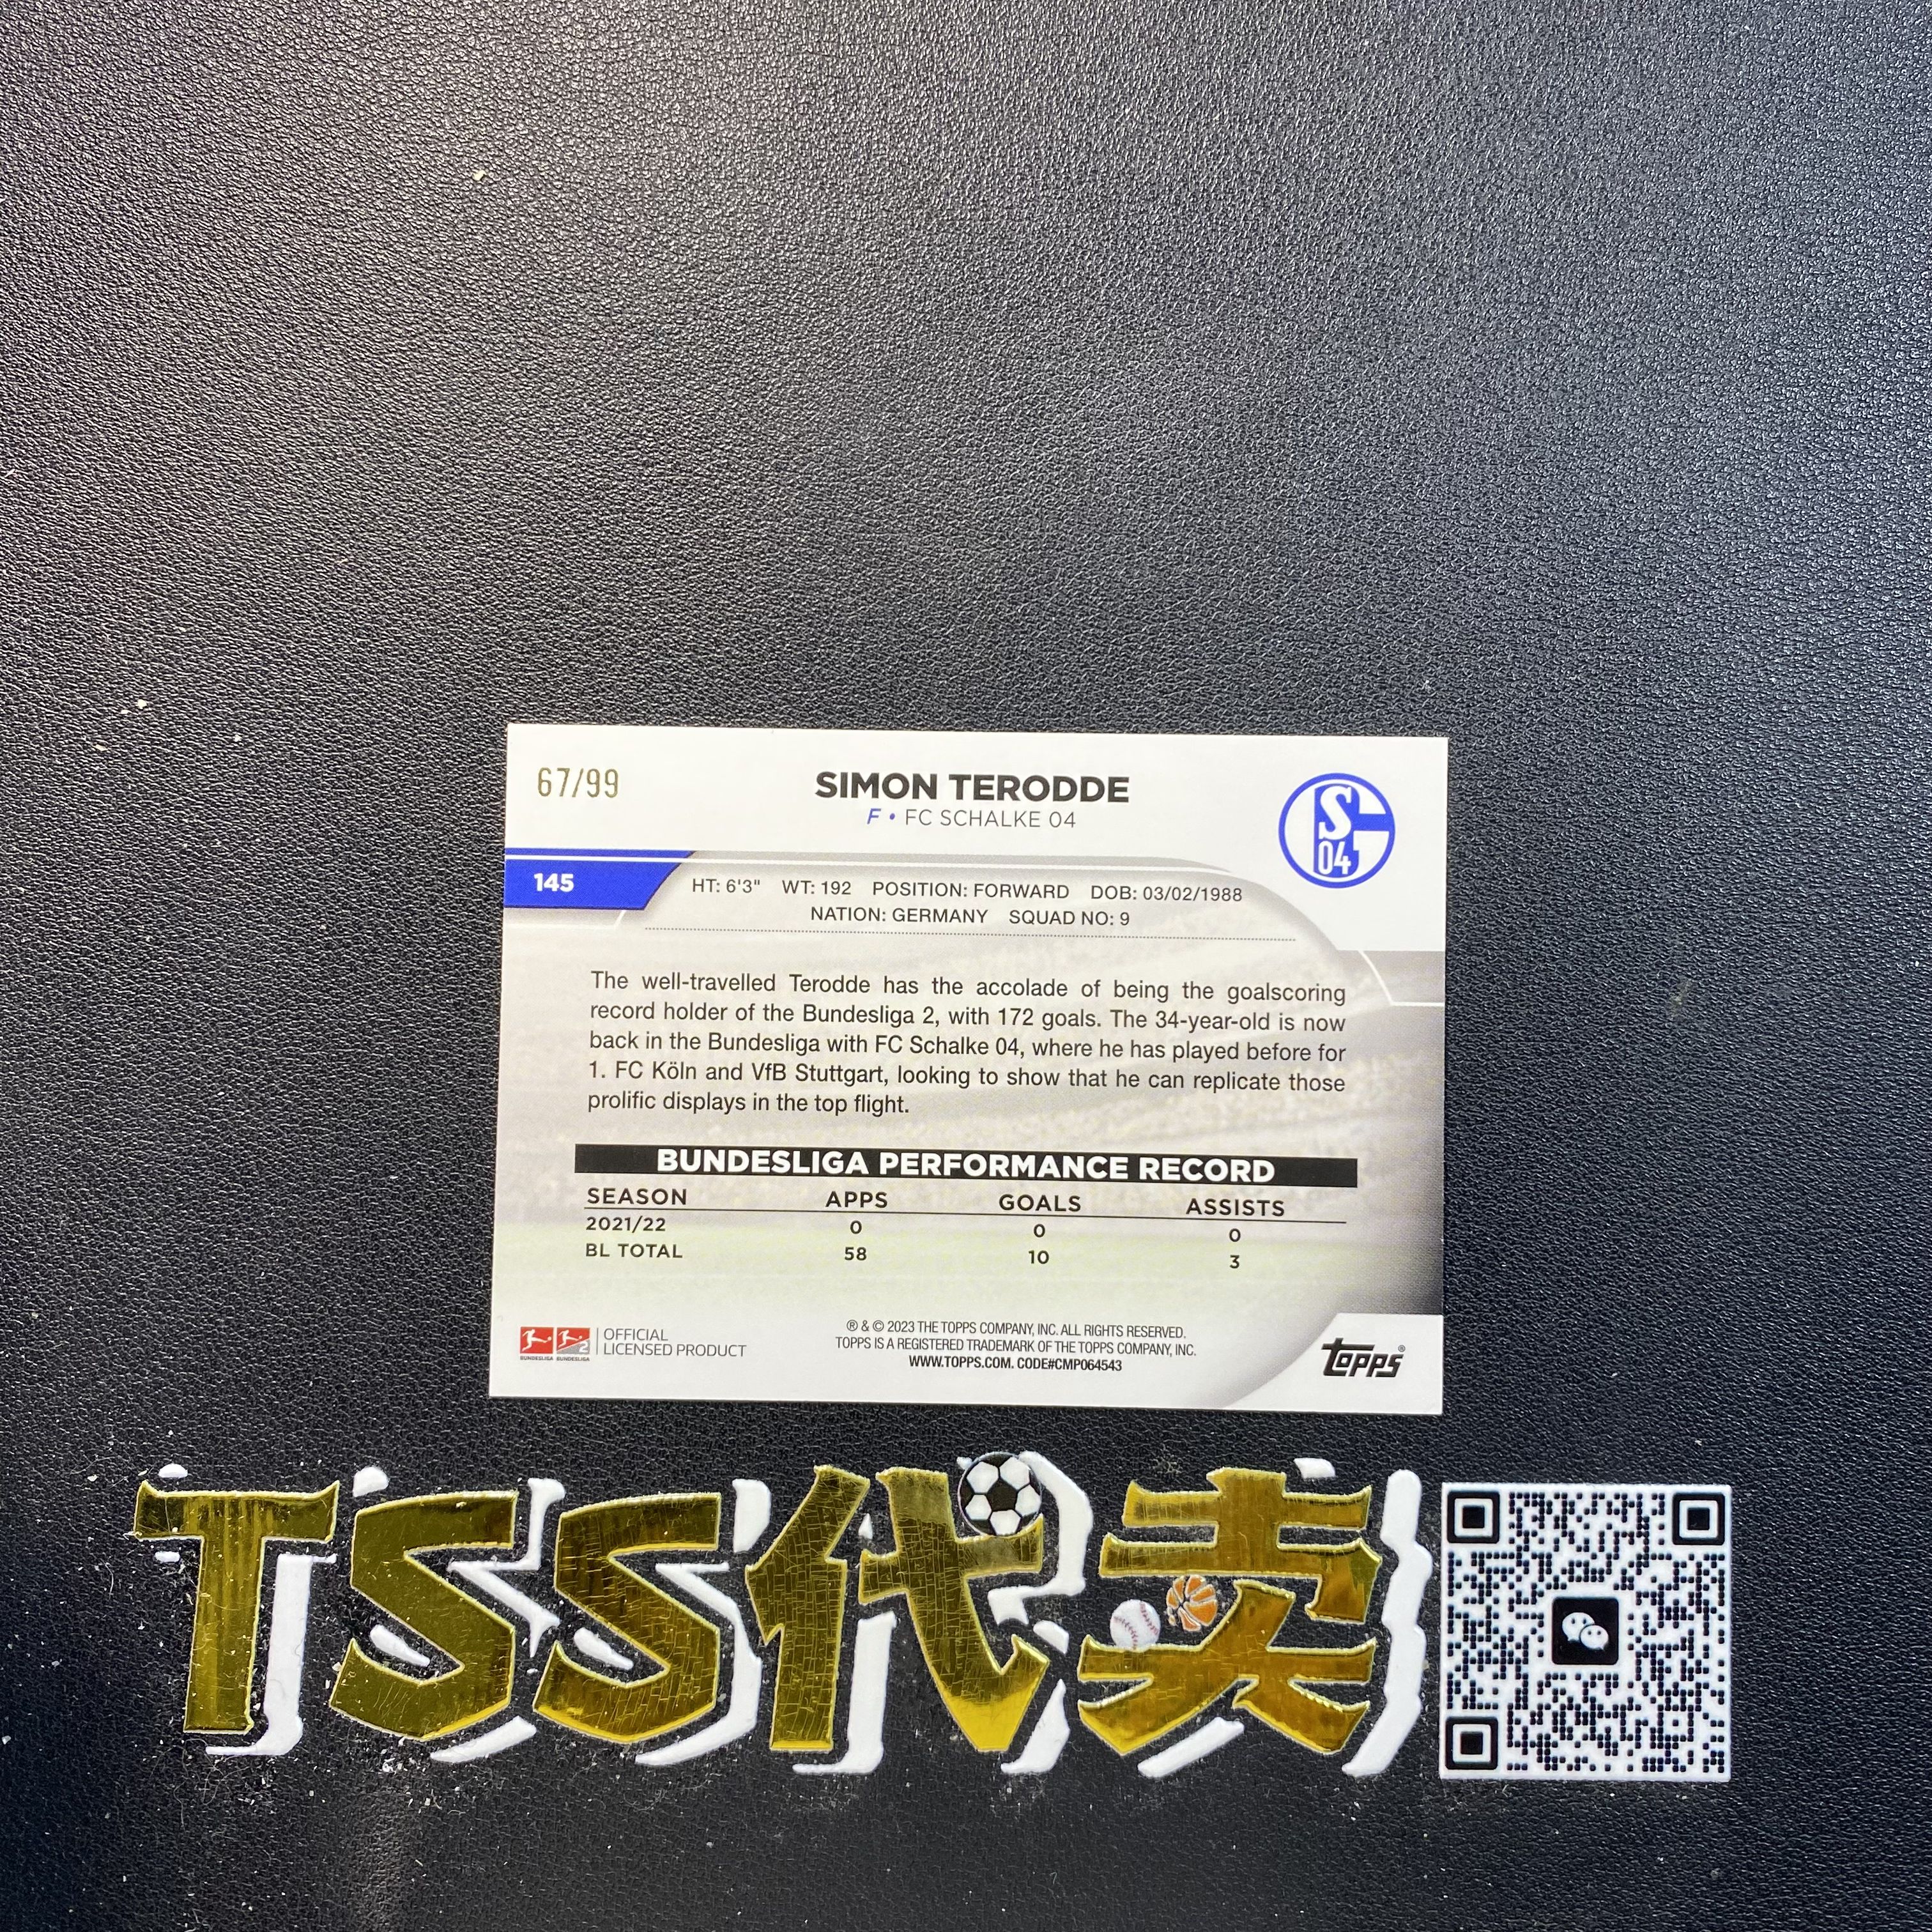 67/99
SIMON TERODDE
F • FC SCHALKE 04
S
04
145
HT: 6'3" WT: 192 POSITION: FORWARD DOB: 03/02/1988
NATION: GERMANY SQUAD NO: 9
The well-travelled Terodde has the accolade of being the goalscoring
record holder of the Bundesliga 2, with 172 goals. The 34-year-old is now
back in the Bundesliga with FC Schalke 04, where he has played before for
1. FC Köln and VfB Stuttgart, looking to show that he can replicate those
prolific displays in the top flight.
BUNDESLIGA PERFORMANCE RECORD
SEASON APPS GOALS ASSISTS
2021/22 0 0 0
BL TOTAL 58 10 3
BUNDESLIGA BUNDESLIGA
2
OFFICIAL
LICENSED PRODUCT
® & © 2023 THE TOPPS COMPANY, INC. ALL RIGHTS RESERVED.
TOPPS IS A REGISTERED TRADEMARK OF THE TOPPS COMPANY, INC.
WWW.TOPPS.COM. CODE#CMP064543
Topps®
TSS代卖